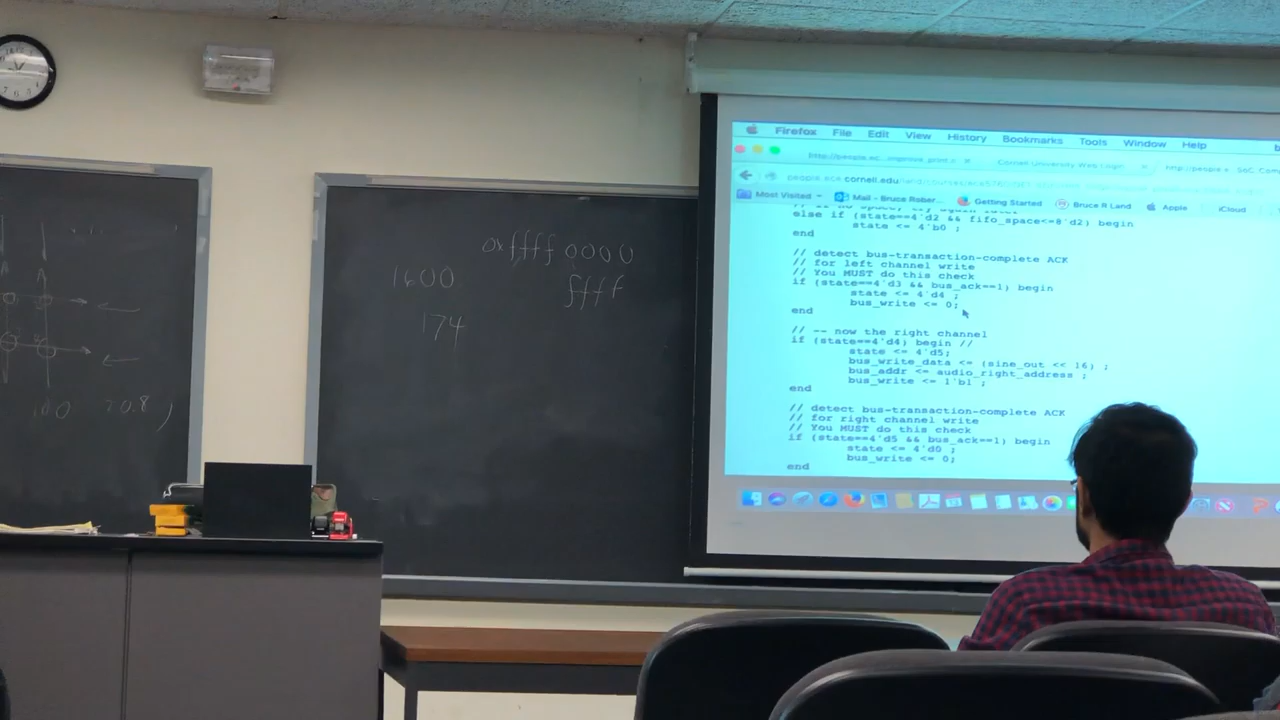 0xffff 0000
ffff
1600
174
Firefox File Edit View History Bookmarks Tools Window Help
Most Visited Mail - Bruce Rober... Getting Started Bruce R Land Apple iCloud
else if (state==4'd2 && fifo_space<=8'd2) begin
state <= 4'b0 ;
end
// detect bus-transaction-complete ACK
// for left channel write
// You MUST do this check
if (state==4'd3 && bus_ack==1) begin
state <= 4'd4 ;
bus_write <= 0;
end
// -- now the right channel
if (state==4'd4) begin //
state <= 4'd5;
bus_write_data <= (sine_out << 16) ;
bus_addr <= audio_right_address ;
bus_write <= 1'b1 ;
end
// detect bus-transaction-complete ACK
// for right channel write
// You MUST do this check
if (state==4'd5 && bus_ack==1) begin
state <= 4'd0 ;
bus_write <= 0;
end